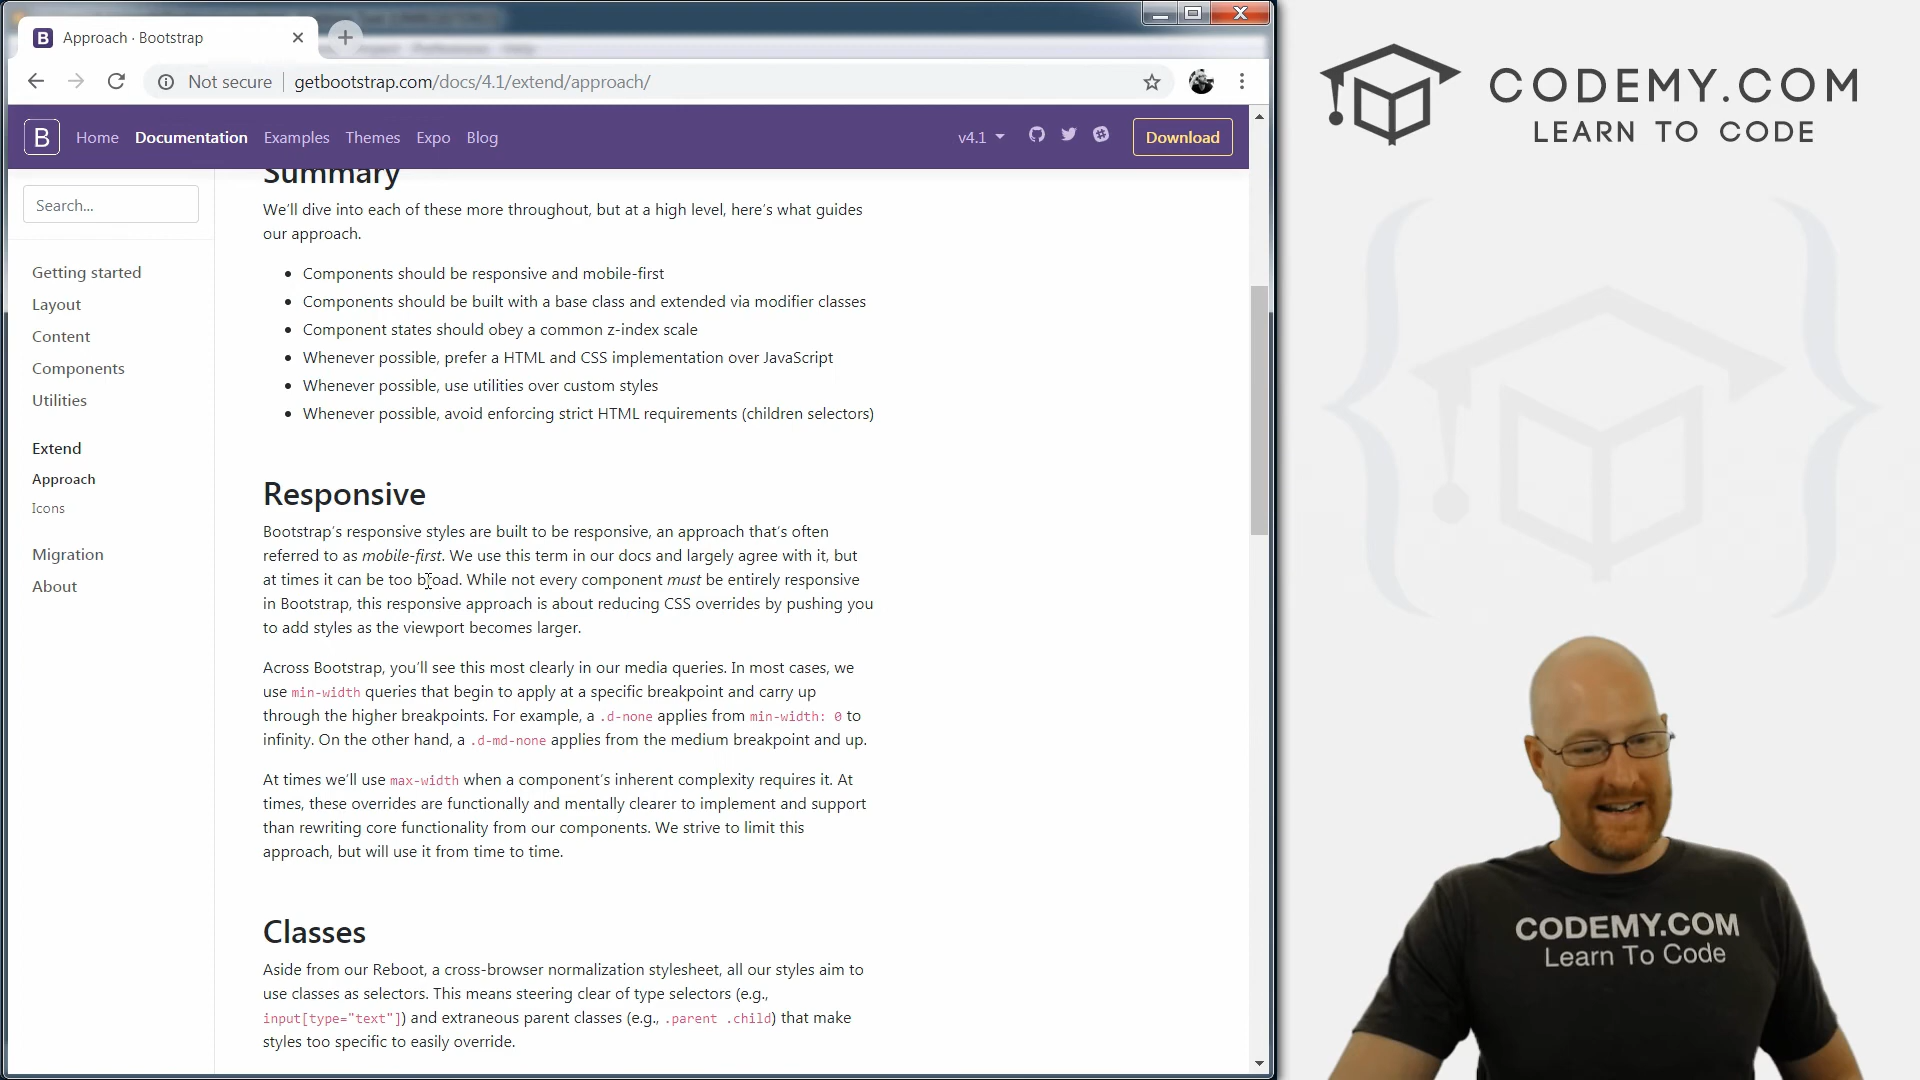 Approach · Bootstrap
Not secure
getbootstrap.com/docs/4.1/extend/approach/
B
Home
Documentation
Examples
Themes
Expo
Blog
v4.1
Download
Search...
Getting started
Layout
Content
Components
Utilities
Extend
Approach
Icons
Migration
About
Summary
We'll dive into each of these more throughout, but at a high level, here's what guides
our approach.
Components should be responsive and mobile-first
Components should be built with a base class and extended via modifier classes
Component states should obey a common z-index scale
Whenever possible, prefer a HTML and CSS implementation over JavaScript
Whenever possible, use utilities over custom styles
Whenever possible, avoid enforcing strict HTML requirements (children selectors)
Responsive
Bootstrap's responsive styles are built to be responsive, an approach that's often
referred to as mobile-first. We use this term in our docs and largely agree with it, but
at times it can be too broad. While not every component must be entirely responsive
in Bootstrap, this responsive approach is about reducing CSS overrides by pushing you
to add styles as the viewport becomes larger.
Across Bootstrap, you'll see this most clearly in our media queries. In most cases, we
use min-width queries that begin to apply at a specific breakpoint and carry up
through the higher breakpoints. For example, a .d-none applies from min-width: 0 to
infinity. On the other hand, a .d-md-none applies from the medium breakpoint and up.
At times we'll use max-width when a component's inherent complexity requires it. At
times, these overrides are functionally and mentally clearer to implement and support
than rewriting core functionality from our components. We strive to limit this
approach, but will use it from time to time.
Classes
Aside from our Reboot, a cross-browser normalization stylesheet, all our styles aim to
use classes as selectors. This means steering clear of type selectors (e.g.,
input[type="text"]) and extraneous parent classes (e.g., .parent .child) that make
styles too specific to easily override.
CODEMY.COM
LEARN TO CODE
CODEMY.COM
Learn To Code